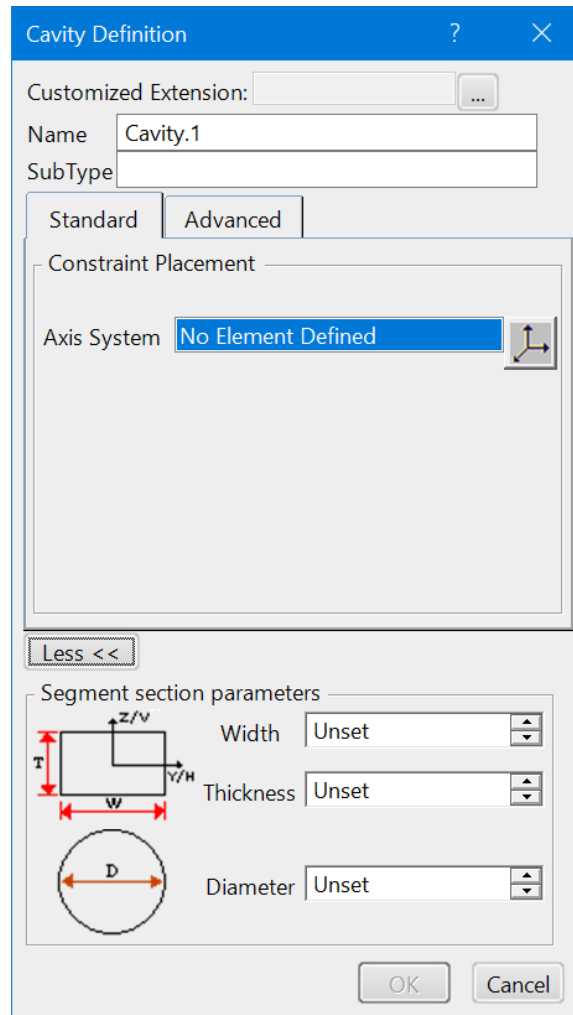 Cavity Definition ?
Customized Extension: ...
Name Cavity.1
SubType
Standard Advanced
Constraint Placement
Axis System No Element Defined
Less <<
Segment section parameters
Z/V
Width Unset
T
Y/H
Thickness Unset
W
D
Diameter Unset
OK Cancel